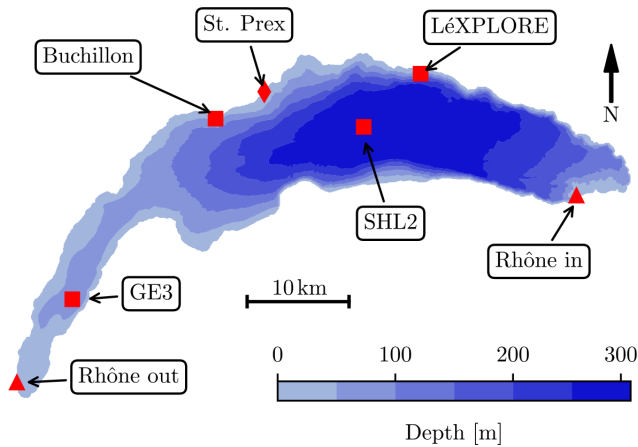 St. Prex
LéXPLORE
Buchillon
N
SHL2
Rhône in
GE3
10 km
Rhône out
0 100 200 300
Depth [m]